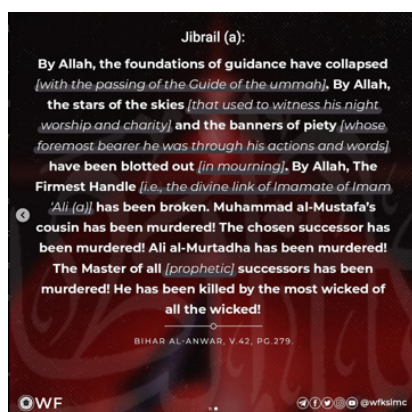 Jibrail (a):
By Allah, the foundations of guidance have collapsed
[with the passing of the Guide of the ummah]. By Allah,
the stars of the skies [that used to witness his night
worship and charity] and the banners of piety [whose
foremost bearer he was through his actions and words]
have been blotted out [in mourning]. By Allah, The
Firmest Handle [i.e., the divine link of Imamate of Imam
'Ali (a)] has been broken. Muhammad al-Mustafa's
cousin has been murdered! The chosen successor has
been murdered! Ali al-Murtadha has been murdered!
The Master of all [prophetic] successors has been
murdered! He has been killed by the most wicked of
all the wicked!
BIHAR AL-ANWAR, V.42, PG.279.
WF
@wfkslmc